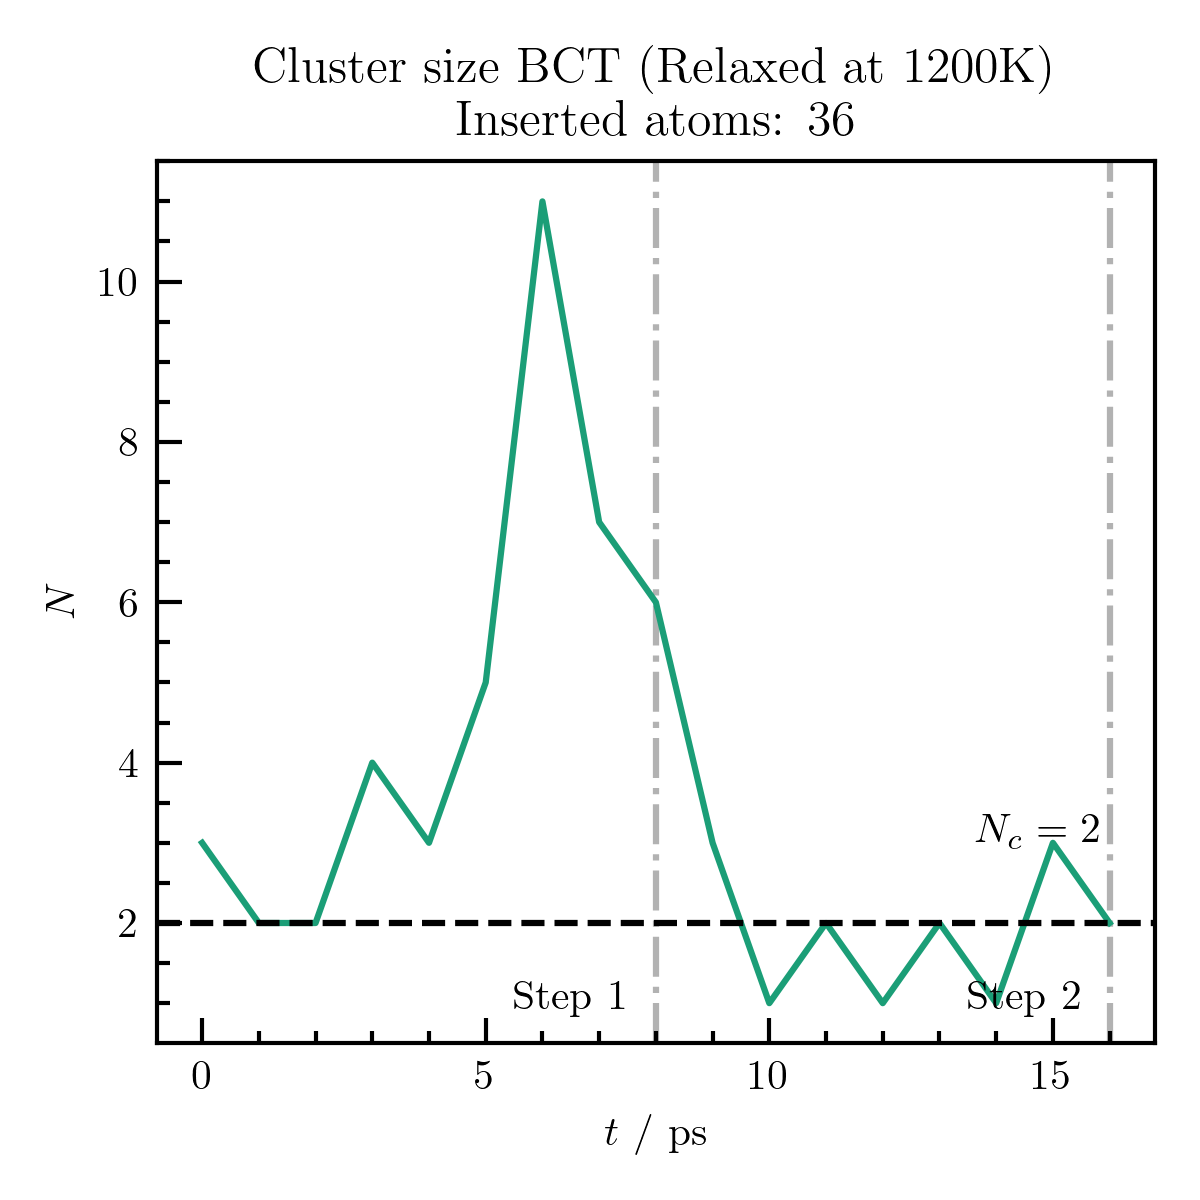 Cluster size BCT (Relaxed at 1200K)
Inserted atoms: 36
10
8
6
4
2
N
N_c = 2
Step 1
Step 2
0 5 10 15
t / ps